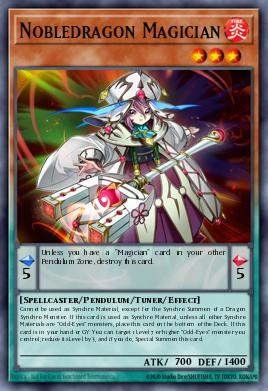 Nobledragon Magician
FIRE
炎
Unless you have a "Magician" card in your other
Pendulum Zone, destroy this card.
5
5
[Spellcaster/Pendulum/Tuner/Effect]
Cannot be used as Synchro Material, except for the Synchro Summon of a Dragon
Synchro Monster. If this card is used as Synchro Material, unless all other Synchro
Materials are "Odd-Eyes" monsters, place this card on the bottom of the Deck. If this
card is in your hand or GY: You can target 1 Level 7 or higher "Odd-Eyes" monster you
control; reduce its Level by 3, and if you do, Special Summon this card.
ATK/ 700 DEF/1400